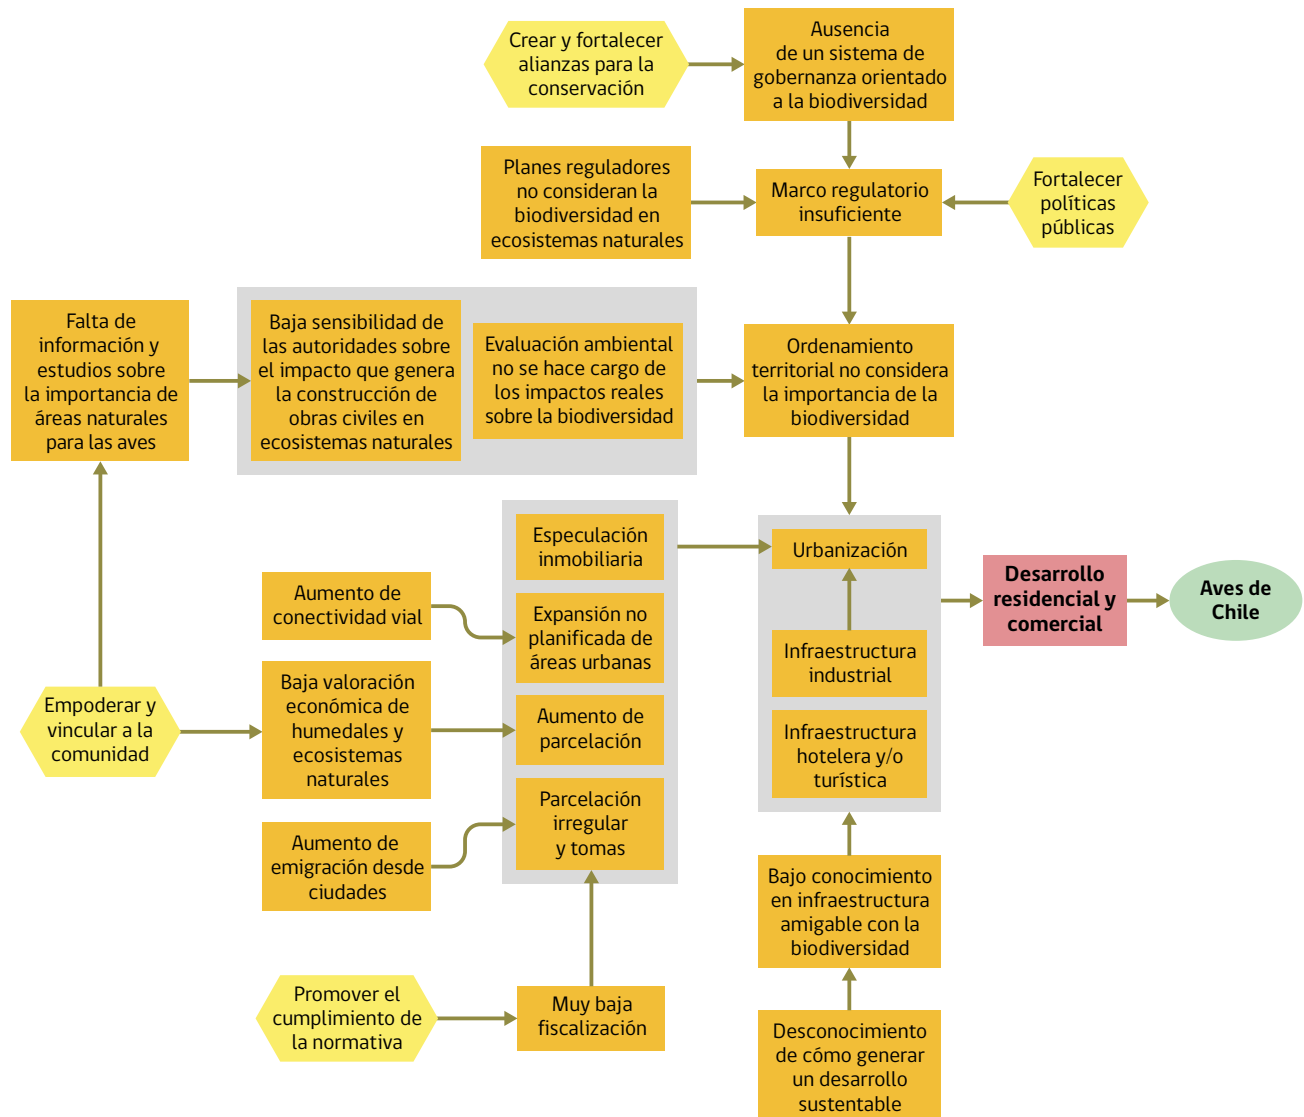 Crear y fortalecer
alianzas para la
conservación
Ausencia
de un sistema de
gobernanza orientado
a la biodiversidad
Planes reguladores
no consideran la
biodiversidad en
ecosistemas naturales
Marco regulatorio
insuficiente
Fortalecer
políticas
públicas
Falta de
información y
estudios sobre
la importancia de
áreas naturales
para las aves
Baja sensibilidad de
las autoridades sobre
el impacto que genera
la construcción de
obras civiles en
ecosistemas naturales
Evaluación ambiental
no se hace cargo de
los impactos reales
sobre la biodiversidad
Ordenamiento
territorial no considera
la importancia de la
biodiversidad
Especulación
inmobiliaria
Urbanización
Aumento de
conectividad vial
Expansión no
planificada de
áreas urbanas
Desarrollo
residencial y
comercial
Aves de
Chile
Infraestructura
industrial
Empoderar y
vincular a la
comunidad
Baja valoración
económica de
humedales y
ecosistemas
naturales
Aumento de
parcelación
Infraestructura
hotelera y/o
turística
Aumento de
emigración desde
ciudades
Parcelación
irregular
y tomas
Bajo conocimiento
en infraestructura
amigable con la
biodiversidad
Promover el
cumplimiento de
la normativa
Muy baja
fiscalización
Desconocimiento
de cómo generar
un desarrollo
sustentable